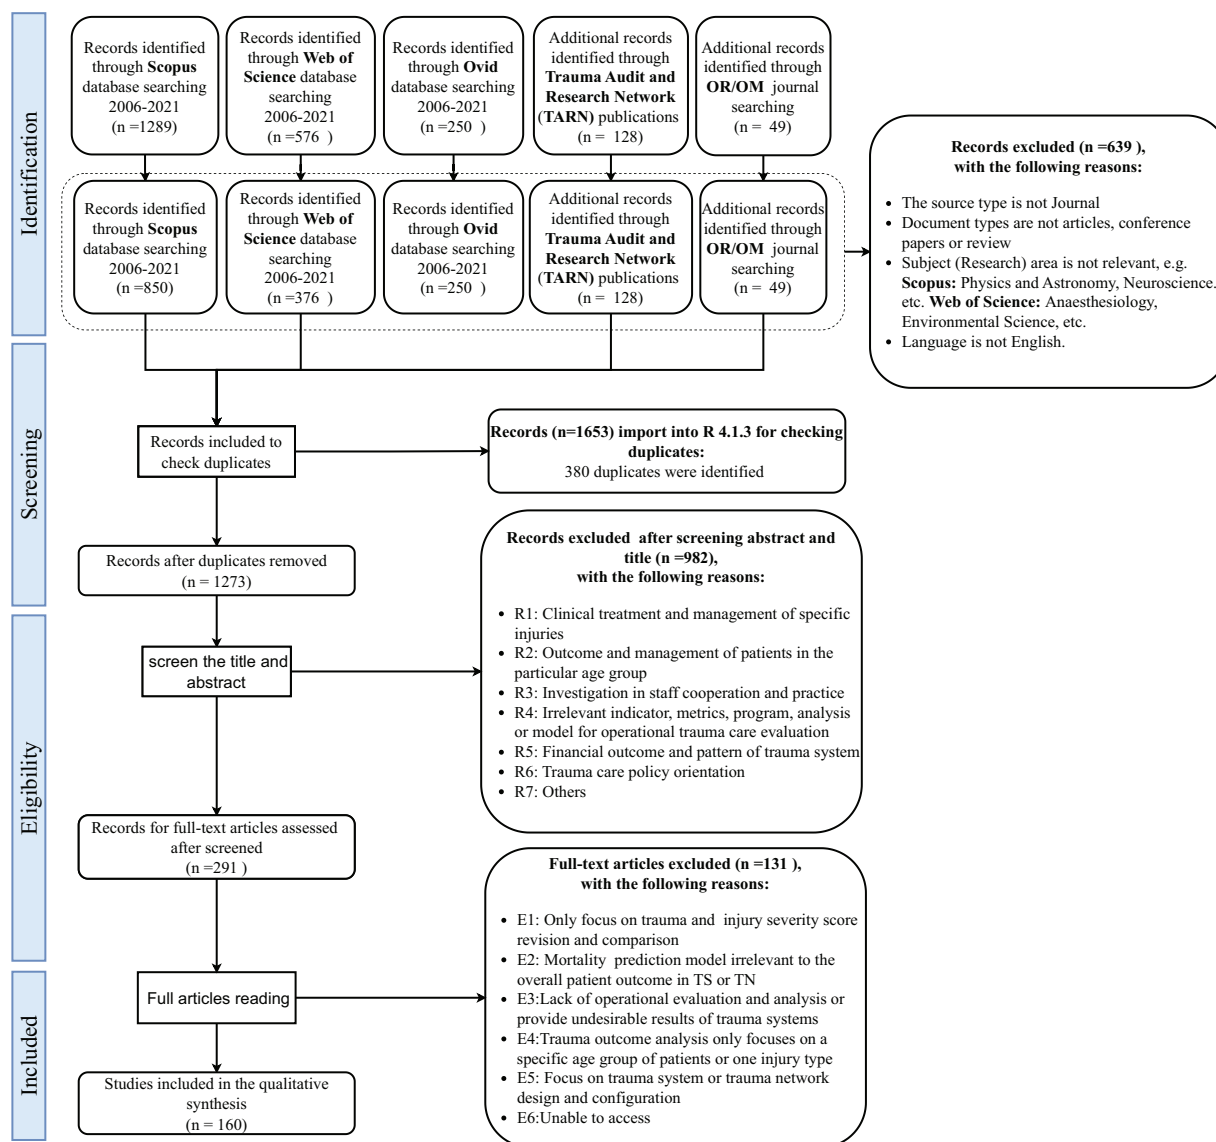 Identification
Records identified
through Scopus
database searching
2006-2021
(n =1289)
Records identified
through Web of
Science database
searching
2006-2021
(n =576 )
Records identified
through Ovid
database searching
2006-2021
(n =250 )
Additional records
identified through
Trauma Audit and
Research Network
(TARN) publications
(n = 128)
Additional records
identified through
OR/OM journal
searching
(n = 49)
Records identified
through Scopus
database searching
2006-2021
(n =850)
Records identified
through Web of
Science database
searching
2006-2021
(n =376 )
Records identified
through Ovid
database searching
2006-2021
(n =250 )
Additional records
identified through
Trauma Audit and
Research Network
(TARN) publications
(n = 128)
Additional records
identified through
OR/OM journal
searching
(n = 49)
Records excluded (n =639 ),
with the following reasons:
• The source type is not Journal
• Document types are not articles, conference
papers or review
• Subject (Research) area is not relevant, e.g.
Scopus: Physics and Astronomy, Neuroscience.
etc. Web of Science: Anaesthesiology,
Environmental Science, etc.
• Language is not English.
Screening
Records included to
check duplicates
Records (n=1653) import into R 4.1.3 for checking
duplicates:
380 duplicates were identified
Records after duplicates removed
(n = 1273)
Eligibility
screen the title and
abstract
Records excluded after screening abstract and
title (n =982),
with the following reasons:
• R1: Clinical treatment and management of specific
injuries
• R2: Outcome and management of patients in the
particular age group
• R3: Investigation in staff cooperation and practice
• R4: Irrelevant indicator, metrics, program, analysis
or model for operational trauma care evaluation
• R5: Financial outcome and pattern of trauma system
• R6: Trauma care policy orientation
• R7: Others
Records for full-text articles assessed
after screened
(n =291 )
Included
Full articles reading
Full-text articles excluded (n =131 ),
with the following reasons:
• E1: Only focus on trauma and injury severity score
revision and comparison
• E2: Mortality prediction model irrelevant to the
overall patient outcome in TS or TN
• E3:Lack of operational evaluation and analysis or
provide undesirable results of trauma systems
• E4:Trauma outcome analysis only focuses on a
specific age group of patients or one injury type
• E5: Focus on trauma system or trauma network
design and configuration
• E6:Unable to access
Studies included in the qualitative
synthesis
(n = 160)